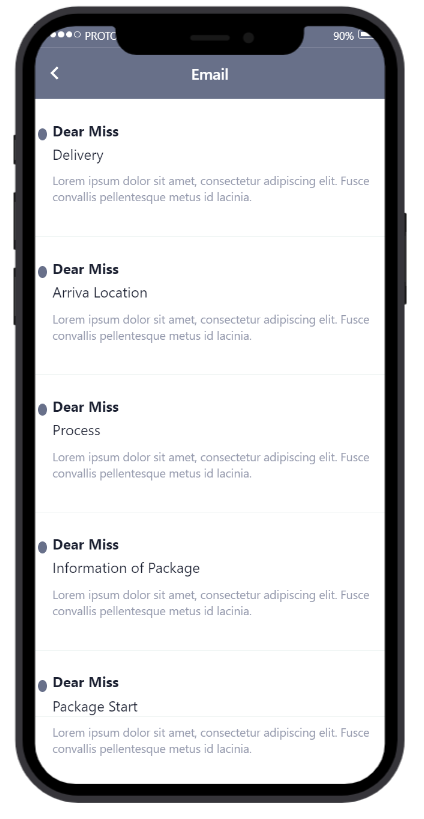 PROTO
90%
Email
Dear Miss
Delivery
Lorem ipsum dolor sit amet, consectetur adipiscing elit. Fusce
convallis pellentesque metus id lacinia.
Dear Miss
Arriva Location
Lorem ipsum dolor sit amet, consectetur adipiscing elit. Fusce
convallis pellentesque metus id lacinia.
Dear Miss
Process
Lorem ipsum dolor sit amet, consectetur adipiscing elit. Fusce
convallis pellentesque metus id lacinia.
Dear Miss
Information of Package
Lorem ipsum dolor sit amet, consectetur adipiscing elit. Fusce
convallis pellentesque metus id lacinia.
Dear Miss
Package Start
Lorem ipsum dolor sit amet, consectetur adipiscing elit. Fusce
convallis pellentesque metus id lacinia.